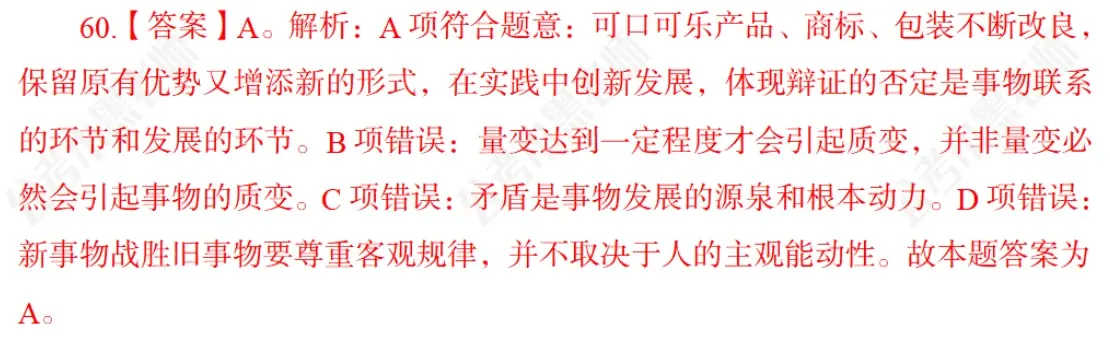 60.【答案】A。解析：A 项符合题意：可口可乐产品、商标、包装不断改良，
保留原有优势又增添新的形式，在实践中创新发展，体现辩证的否定是事物联系
的环节和发展的环节。B 项错误：量变达到一定程度才会引起质变，并非量变必
然会引起事物的质变。C 项错误：矛盾是事物发展的源泉和根本动力。D 项错误：
新事物战胜旧事物要尊重客观规律，并不取决于人的主观能动性。故本题答案为
A。